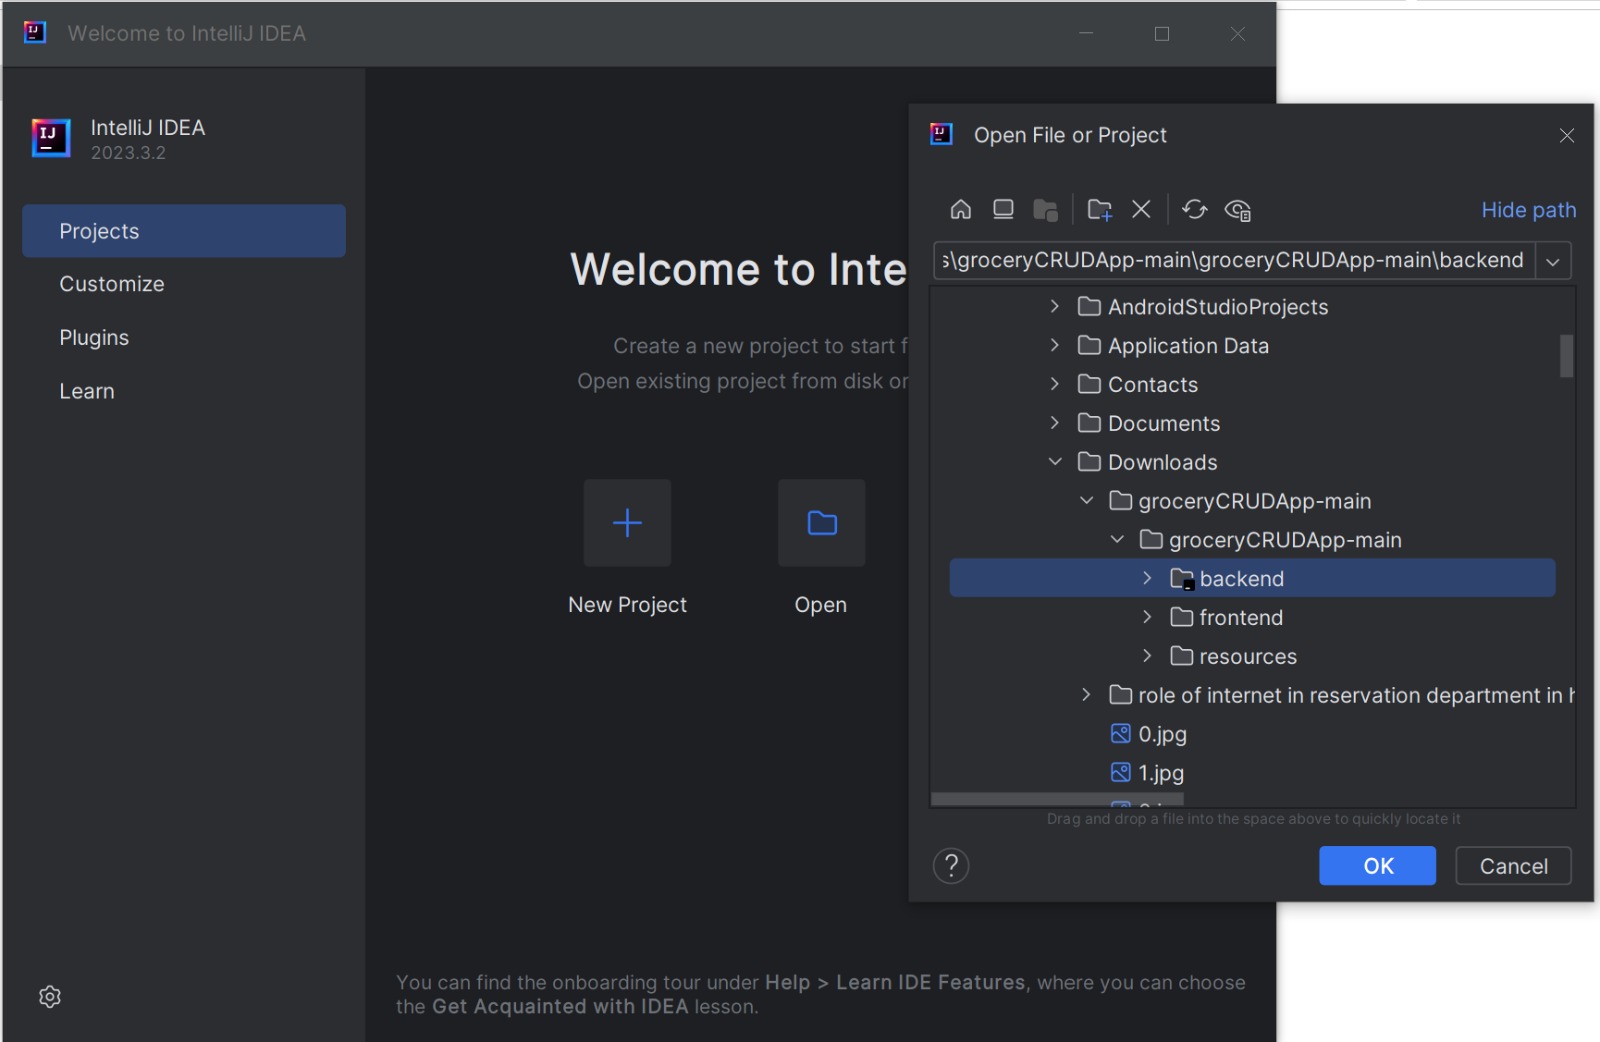 Welcome to IntelliJ IDEA
IntelliJ IDEA
2023.3.2
Projects
Customize
Plugins
Learn
Welcome to Inte
Create a new project to start f
Open existing project from disk or
New Project
Open
You can find the onboarding tour under Help > Learn IDE Features, where you can choose
the Get Acquainted with IDEA lesson.
Open File or Project
Hide path
s\groceryCRUDApp-main\groceryCRUDApp-main\backend
AndroidStudioProjects
Application Data
Contacts
Documents
Downloads
groceryCRUDApp-main
groceryCRUDApp-main
backend
frontend
resources
role of internet in reservation department in h
0.jpg
1.jpg
Drag and drop a file into the space above to quickly locate it
?
OK
Cancel